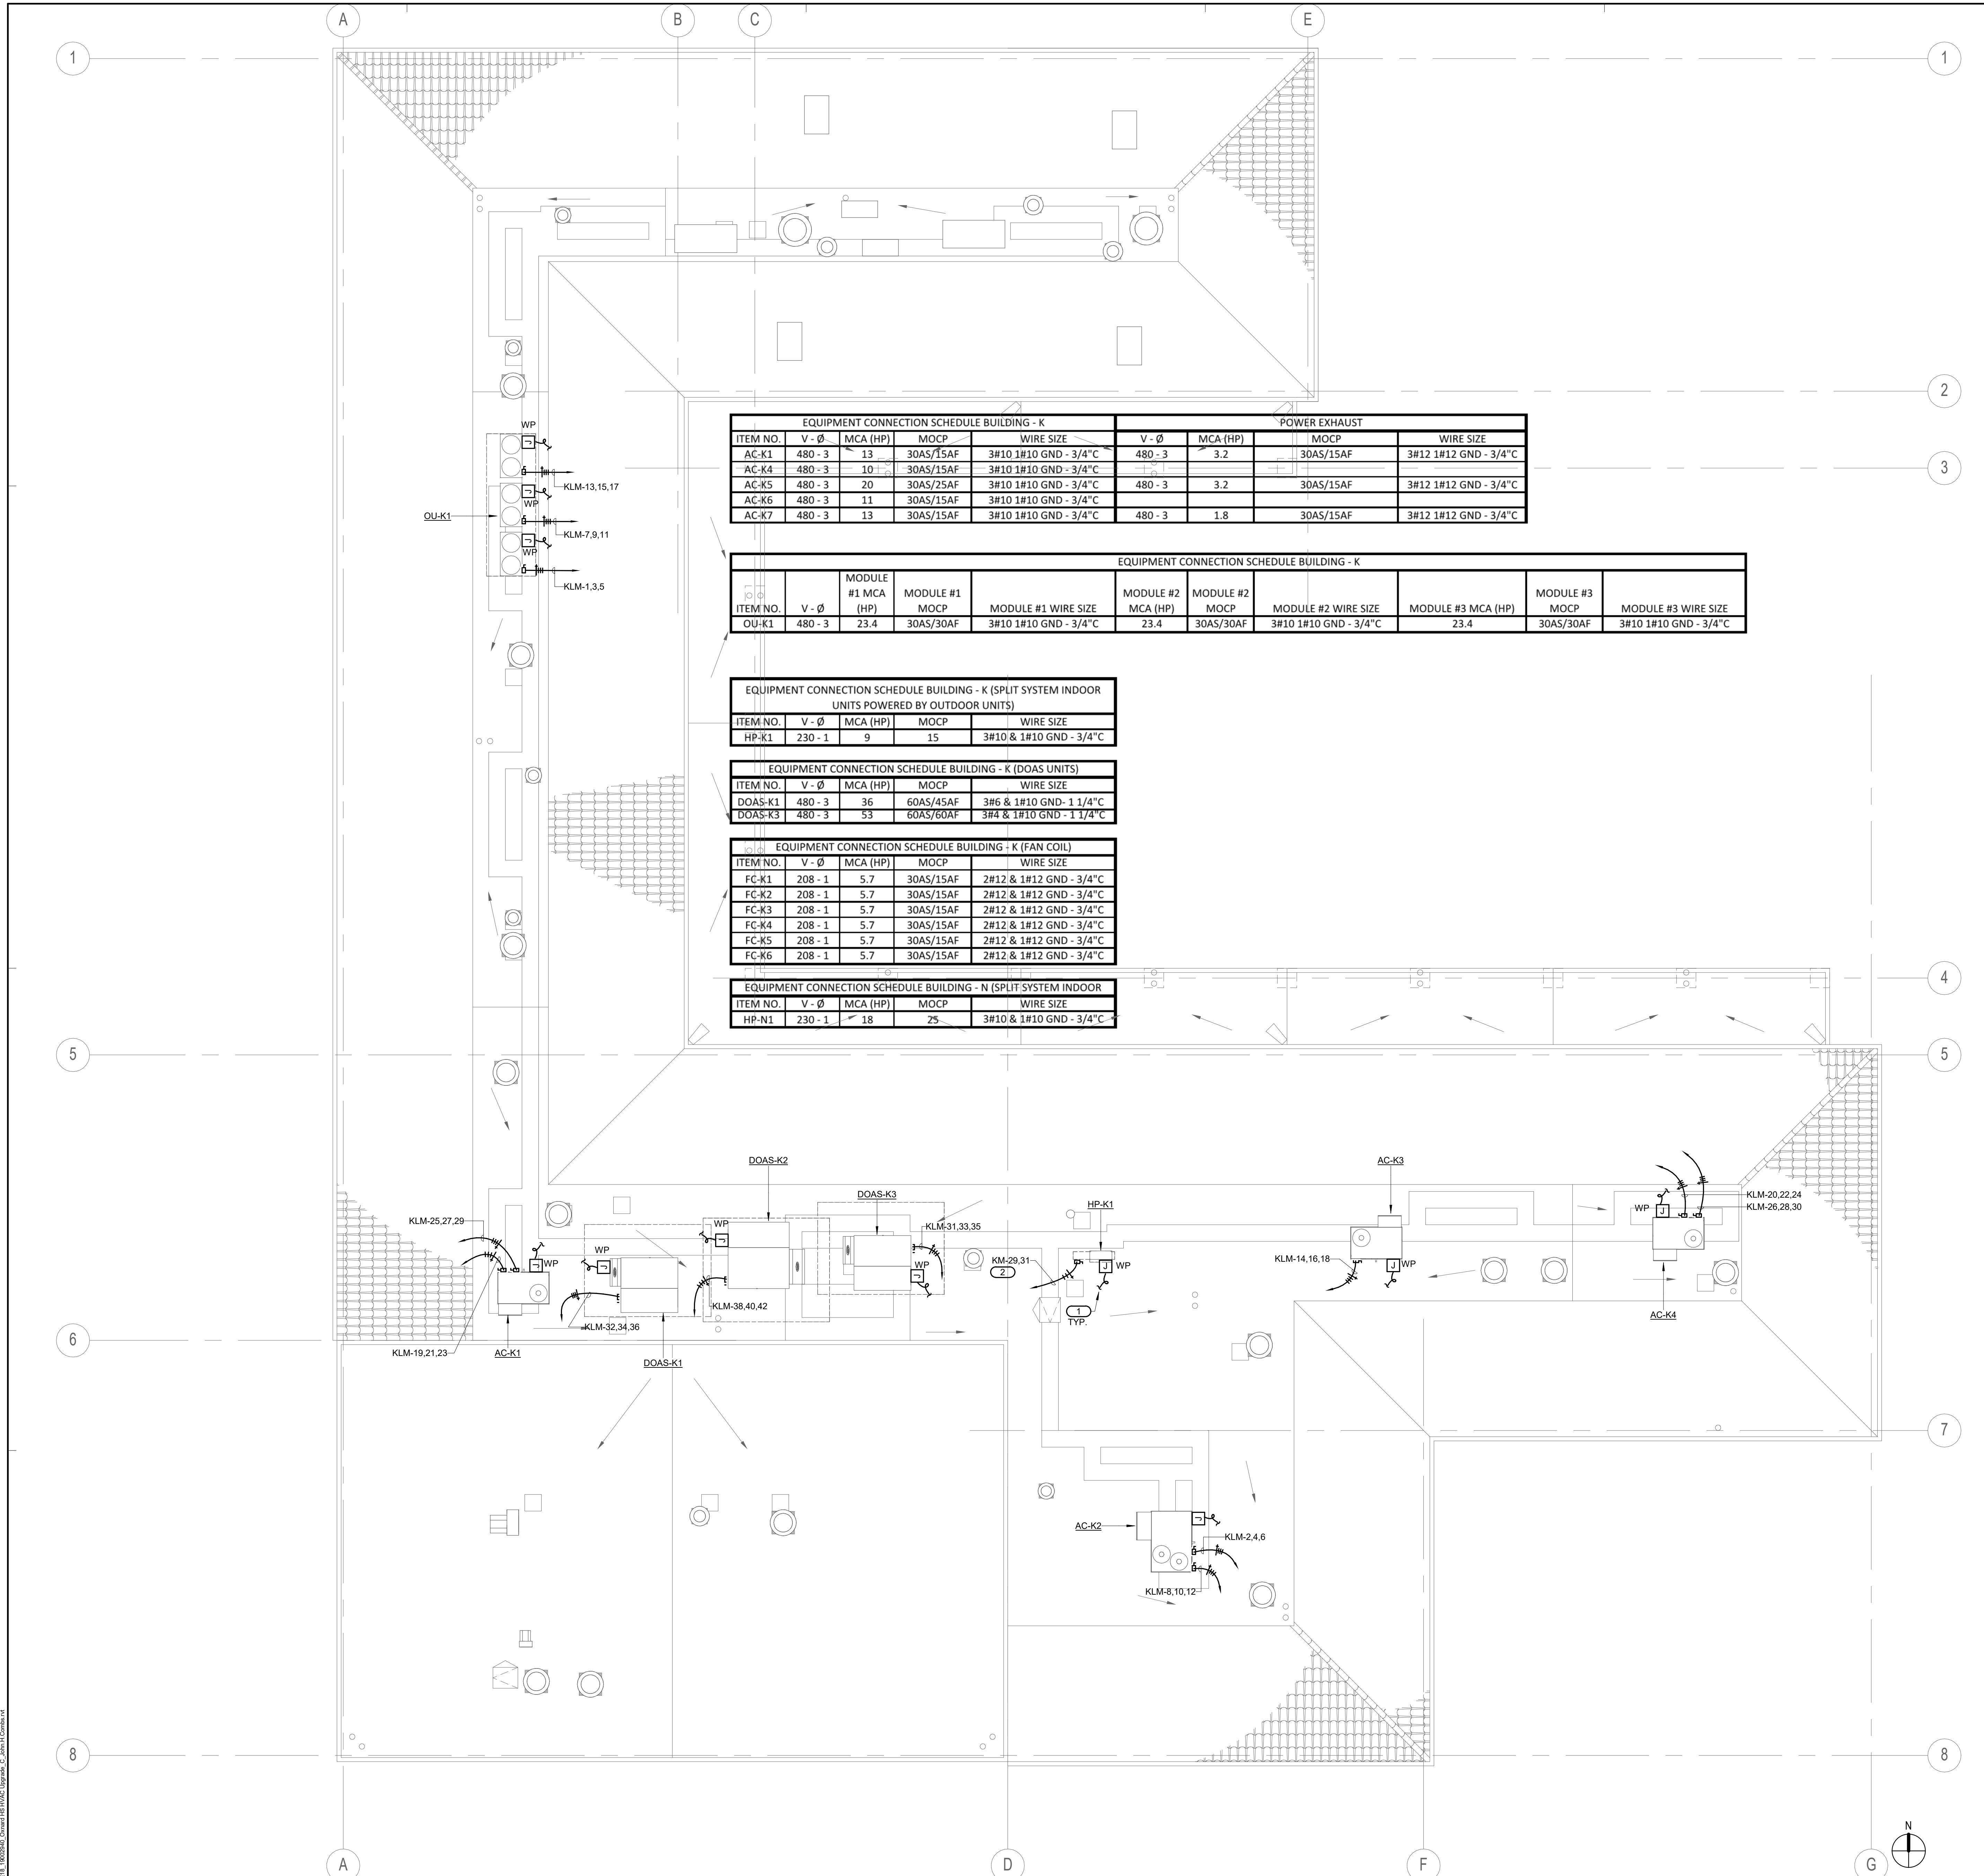 A B C E
1 1
2
EQUIPMENT CONNECTION SCHEDULE BUILDING - K POWER EXHAUST
ITEM NO. V - Ø MCA (HP) MOCP WIRE SIZE V - Ø MCA (HP) MOCP WIRE SIZE
AC-K1 480 - 3 13 30AS/15AF 3#10 1#10 GND - 3/4"C 480 - 3 3.2 30AS/15AF 3#12 1#12 GND - 3/4"C
AC-K4 480 - 3 10 30AS/15AF 3#10 1#10 GND - 3/4"C
AC-K5 480 - 3 20 30AS/25AF 3#10 1#10 GND - 3/4"C 480 - 3 3.2 30AS/15AF 3#12 1#12 GND - 3/4"C
AC-K6 480 - 3 11 30AS/15AF 3#10 1#10 GND - 3/4"C
AC-K7 480 - 3 13 30AS/15AF 3#10 1#10 GND - 3/4"C 480 - 3 1.8 30AS/15AF 3#12 1#12 GND - 3/4"C
3
WP
J
KLM-13,15,17
J
WP
OU-K1
KLM-7,9,11
J
WP
KLM-1,3,5
EQUIPMENT CONNECTION SCHEDULE BUILDING - K
ITEM NO. V - Ø MODULE #1 MCA (HP) MODULE #1 MOCP MODULE #1 WIRE SIZE MODULE #2 MCA (HP) MODULE #2 MOCP MODULE #2 WIRE SIZE MODULE #3 MCA (HP) MODULE #3 MOCP MODULE #3 WIRE SIZE
OU-K1 480 - 3 23.4 30AS/30AF 3#10 1#10 GND - 3/4"C 23.4 30AS/30AF 3#10 1#10 GND - 3/4"C 23.4 30AS/30AF 3#10 1#10 GND - 3/4"C
EQUIPMENT CONNECTION SCHEDULE BUILDING - K (SPLIT SYSTEM INDOOR
UNITS POWERED BY OUTDOOR UNITS)
ITEM NO. V - Ø MCA (HP) MOCP WIRE SIZE
HP-K1 230 - 1 9 15 3#10 & 1#10 GND - 3/4"C
EQUIPMENT CONNECTION SCHEDULE BUILDING - K (DOAS UNITS)
ITEM NO. V - Ø MCA (HP) MOCP WIRE SIZE
DOAS-K1 480 - 3 36 60AS/45AF 3#6 & 1#10 GND- 1 1/4"C
DOAS-K3 480 - 3 53 60AS/60AF 3#4 & 1#10 GND - 1 1/4"C
EQUIPMENT CONNECTION SCHEDULE BUILDING - K (FAN COIL)
ITEM NO. V - Ø MCA (HP) MOCP WIRE SIZE
FC-K1 208 - 1 5.7 30AS/15AF 2#12 & 1#12 GND - 3/4"C
FC-K2 208 - 1 5.7 30AS/15AF 2#12 & 1#12 GND - 3/4"C
FC-K3 208 - 1 5.7 30AS/15AF 2#12 & 1#12 GND - 3/4"C
FC-K4 208 - 1 5.7 30AS/15AF 2#12 & 1#12 GND - 3/4"C
FC-K5 208 - 1 5.7 30AS/15AF 2#12 & 1#12 GND - 3/4"C
FC-K6 208 - 1 5.7 30AS/15AF 2#12 & 1#12 GND - 3/4"C
EQUIPMENT CONNECTION SCHEDULE BUILDING - N (SPLIT SYSTEM INDOOR
ITEM NO. V - Ø MCA (HP) MOCP WIRE SIZE
HP-N1 230 - 1 18 25 3#10 & 1#10 GND - 3/4"C
4
5 5
DOAS-K2
AC-K3
DOAS-K3
HP-K1
KLM-20,22,24
KLM-26,28,30
WP
J
KLM-25,27,29
WP
J
KLM-31,33,35
WP
J
WP
J
KM-29,31
2
J
WP
KLM-14,16,18
J
WP
WP
J
KLM-38,40,42
1
TYP.
AC-K4
KLM-32,34,36
6
KLM-19,21,23
AC-K1
DOAS-K1
7
AC-K2
J
KLM-2,4,6
KLM-8,10,12
8 8
N
A D F G
18_19002940_Oxnard HS HVAC Upgrade_C_John.H.Combs.rvt